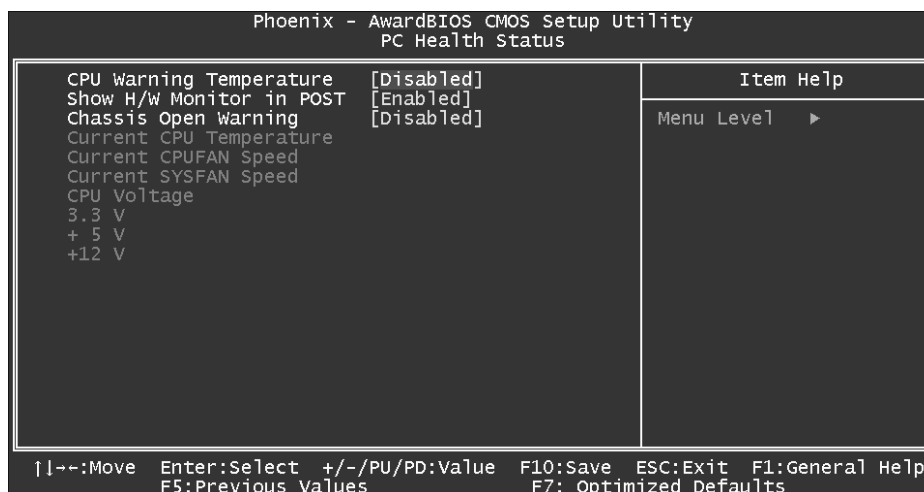 Phoenix - AwardBIOS CMOS Setup Utility
PC Health Status
CPU Warning Temperature [Disabled]
Show H/W Monitor in POST [Enabled]
Chassis Open Warning [Disabled]
Current CPU Temperature
Current CPUFAN Speed
Current SYSFAN Speed
CPU Voltage
3.3 V
+ 5 V
+12 V
Item Help
Menu Level ▶
↑↓→←:Move Enter:Select +/-/PU/PD:Value F10:Save ESC:Exit F1:General Help
F5:Previous Values F7: Optimized Defaults